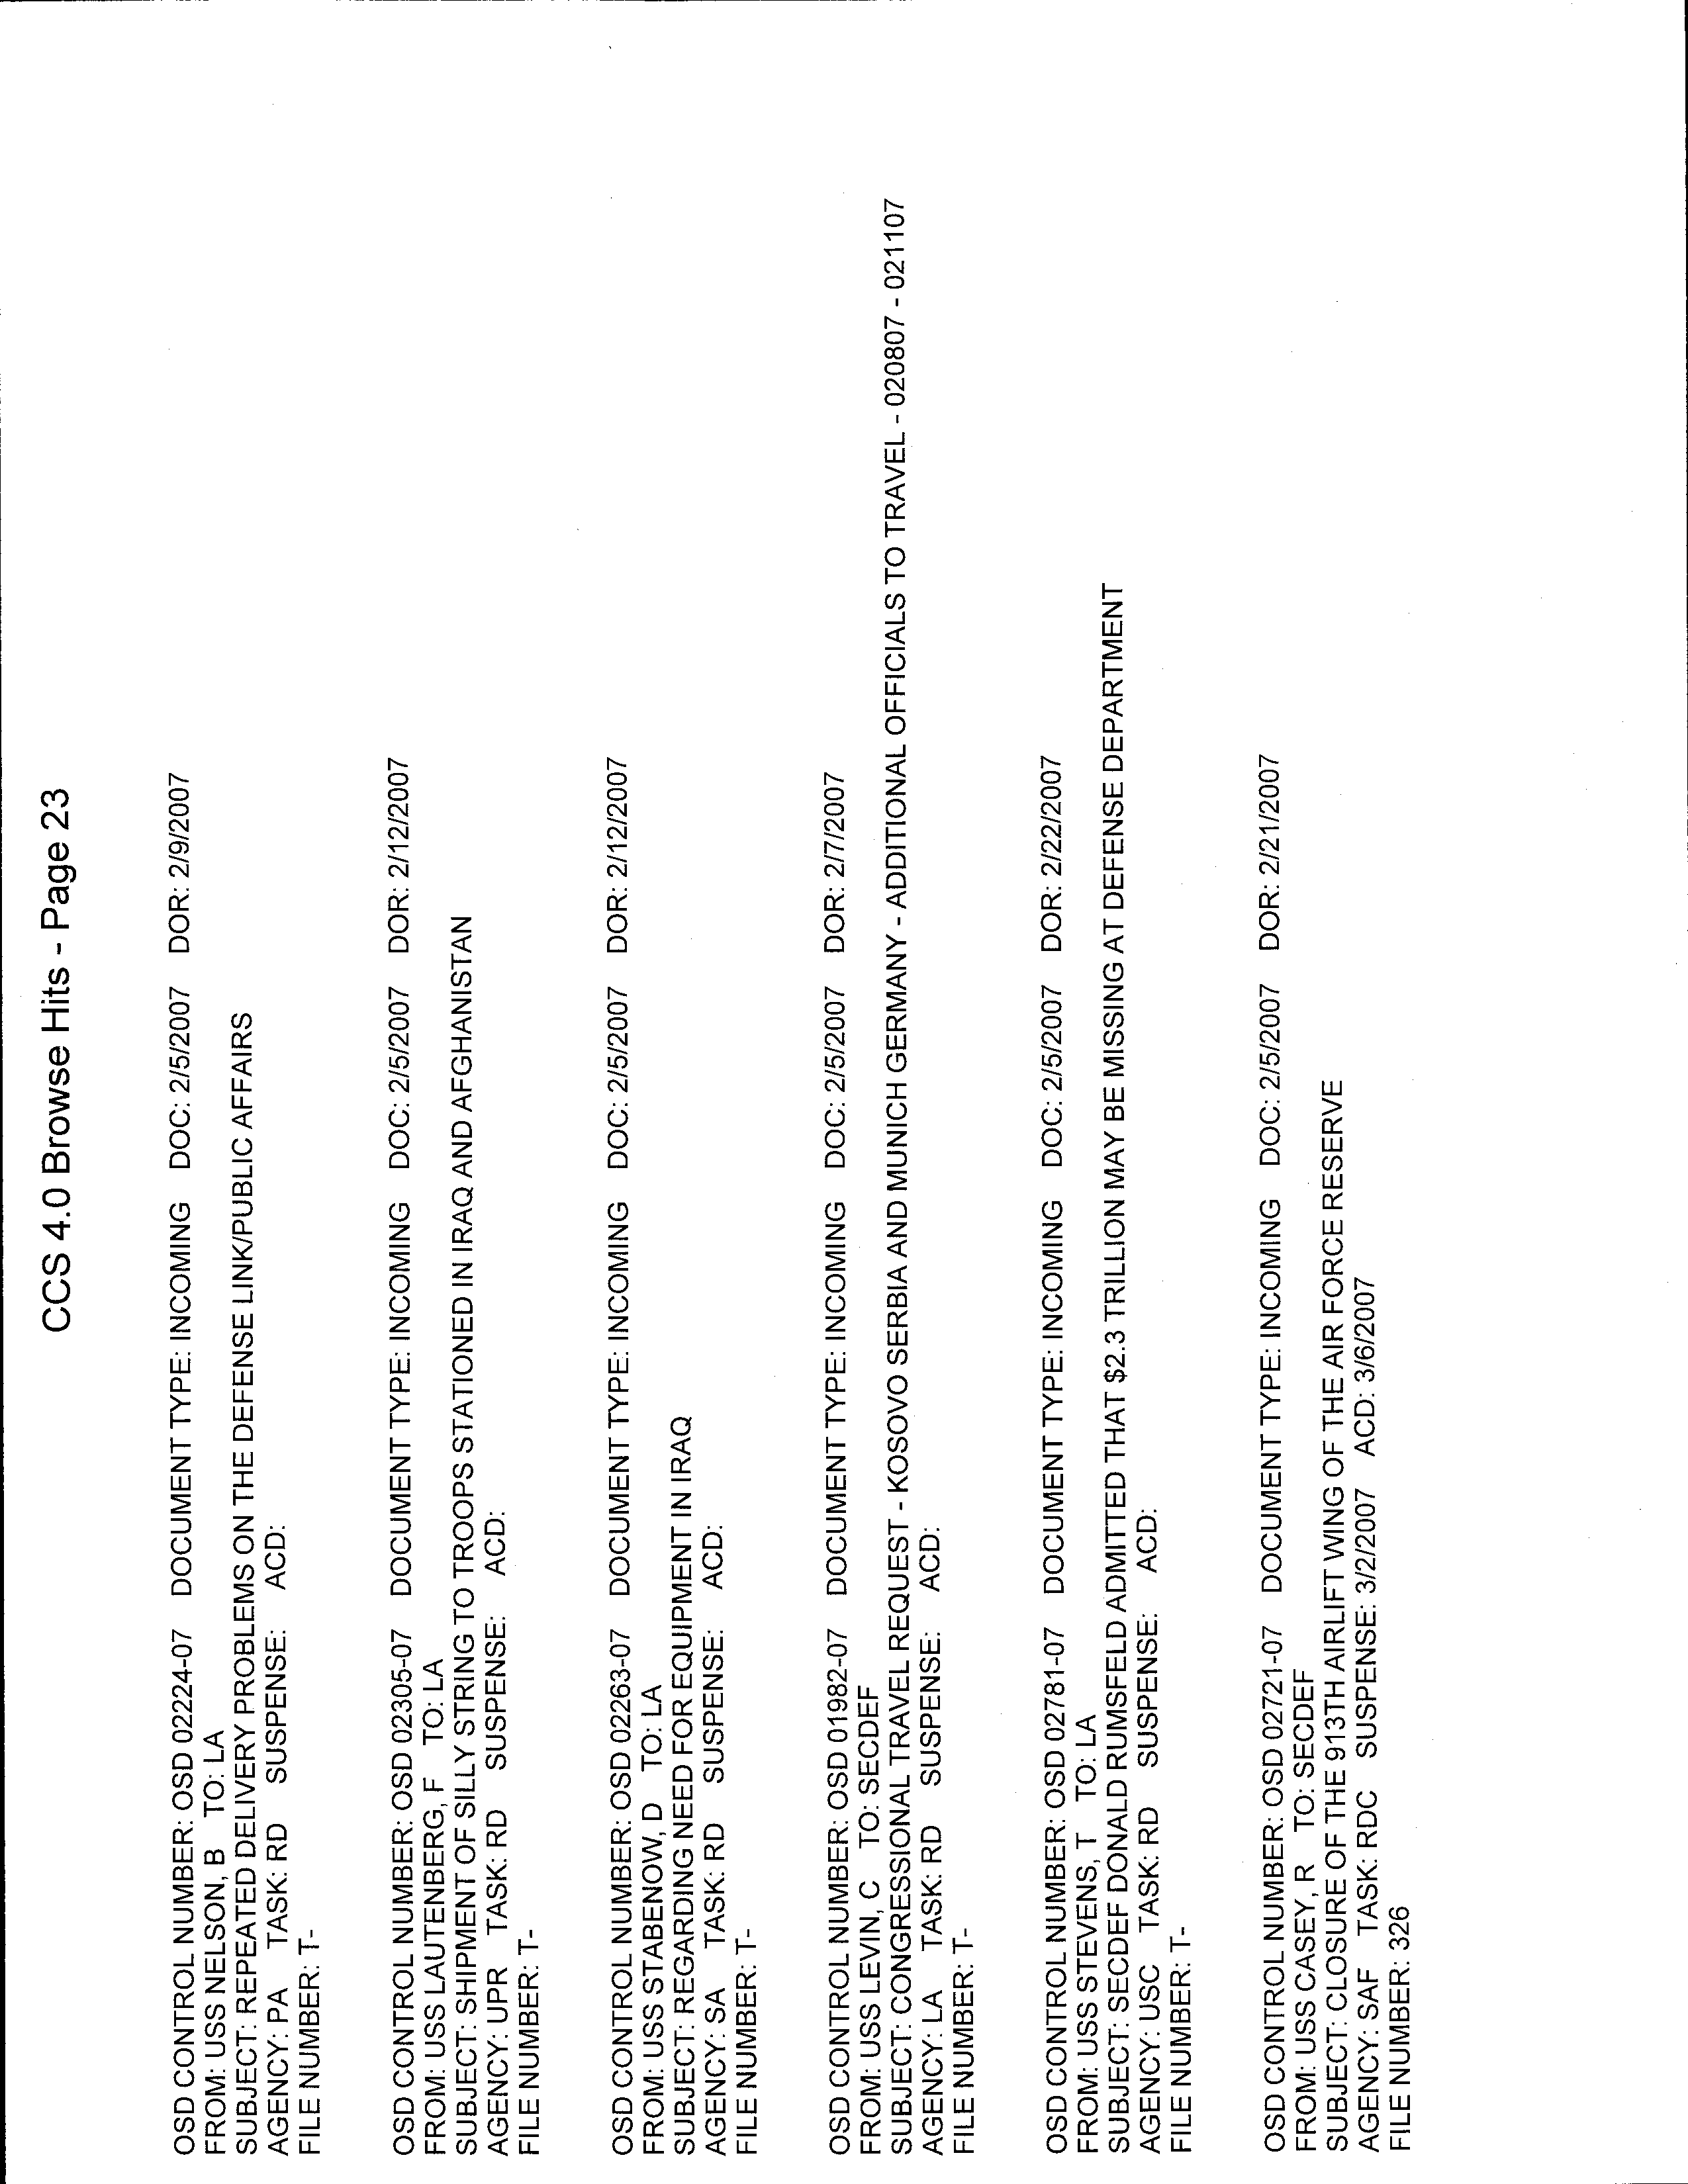 CCS 4.0 Browse Hits - Page 23
OSD CONTROL NUMBER: OSD 02224-07 DOCUMENT TYPE: INCOMING DOC: 2/5/2007 DOR: 2/9/2007
FROM: USS NELSON, B TO: LA
SUBJECT: REPEATED DELIVERY PROBLEMS ON THE DEFENSE LINK/PUBLIC AFFAIRS
AGENCY: PA TASK: RD SUSPENSE: ACD:
FILE NUMBER: T-
OSD CONTROL NUMBER: OSD 02305-07 DOCUMENT TYPE: INCOMING DOC: 2/5/2007 DOR: 2/12/2007
FROM: USS LAUTENBERG, F TO: LA
SUBJECT: SHIPMENT OF SILLY STRING TO TROOPS STATIONED IN IRAQ AND AFGHANISTAN
AGENCY: UPR TASK: RD SUSPENSE: ACD:
FILE NUMBER: T-
OSD CONTROL NUMBER: OSD 02263-07 DOCUMENT TYPE: INCOMING DOC: 2/5/2007 DOR: 2/12/2007
FROM: USS STABENOW, D TO: LA
SUBJECT: REGARDING NEED FOR EQUIPMENT IN IRAQ
AGENCY: SA TASK: RD SUSPENSE: ACD:
FILE NUMBER: T-
OSD CONTROL NUMBER: OSD 01982-07 DOCUMENT TYPE: INCOMING DOC: 2/5/2007 DOR: 2/7/2007
FROM: USS LEVIN, C TO: SECDEF
SUBJECT: CONGRESSIONAL TRAVEL REQUEST - KOSOVO SERBIA AND MUNICH GERMANY - ADDITIONAL OFFICIALS TO TRAVEL - 020807 - 021107
AGENCY: LA TASK: RD SUSPENSE: ACD:
FILE NUMBER: T-
OSD CONTROL NUMBER: OSD 02781-07 DOCUMENT TYPE: INCOMING DOC: 2/5/2007 DOR: 2/22/2007
FROM: USS STEVENS, T TO: LA
SUBJECT: SECDEF DONALD RUMSFELD ADMITTED THAT $2.3 TRILLION MAY BE MISSING AT DEFENSE DEPARTMENT
AGENCY: USC TASK: RD SUSPENSE: ACD:
FILE NUMBER: T-
OSD CONTROL NUMBER: OSD 02721-07 DOCUMENT TYPE: INCOMING DOC: 2/5/2007 DOR: 2/21/2007
FROM: USS CASEY, R TO: SECDEF
SUBJECT: CLOSURE OF THE 913TH AIRLIFT WING OF THE AIR FORCE RESERVE
AGENCY: SAF TASK: RDC SUSPENSE: 3/2/2007 ACD: 3/6/2007
FILE NUMBER: 326